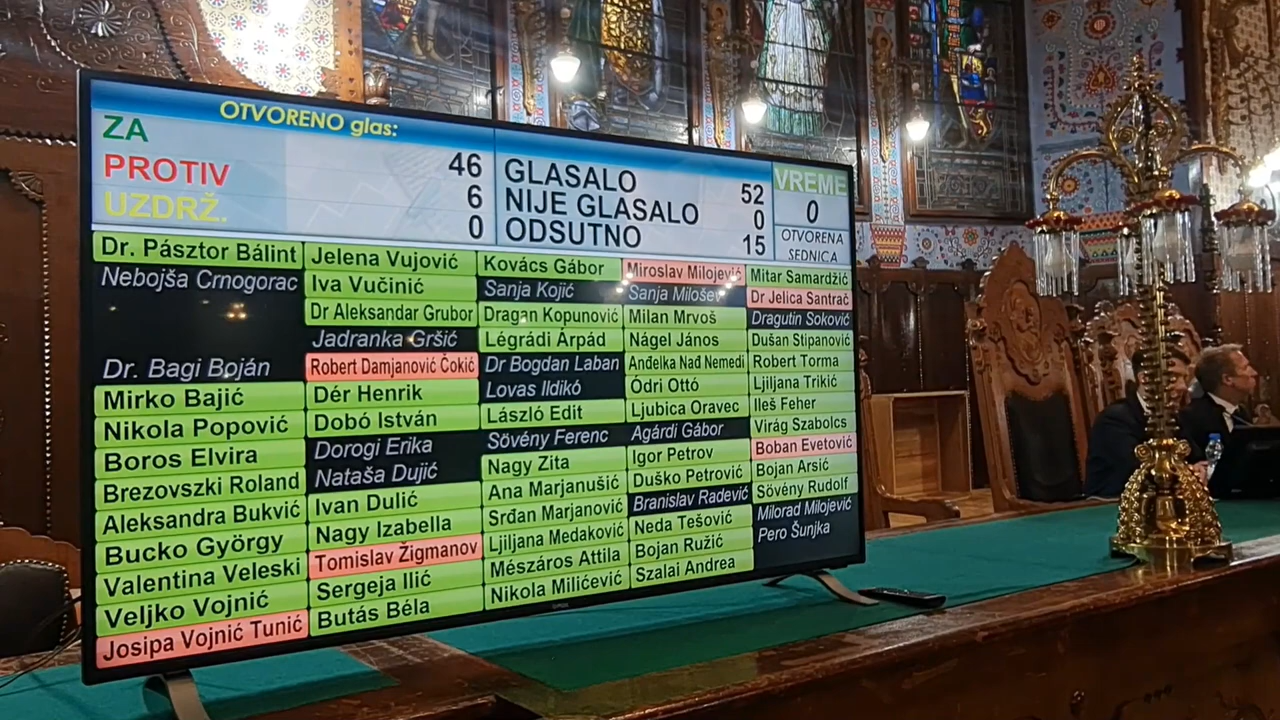 OTVORENO glas:
ZA 46
PROTIV 6
UZDRŽ. 0
GLASALO 52
NIJE GLASALO 0
ODSUTNO 15
VREME
0
OTVORENA
SEDNICA
Dr. Pásztor Bálint
Nebojša Crnogorac
Dr. Bagi Boján
Mirko Bajić
Nikola Popović
Boros Elvira
Brezovszki Roland
Aleksandra Bukvić
Bucko György
Valentina Veleski
Veljko Vojnić
Josipa Vojnić Tunić
Jelena Vujović
Iva Vučinić
Dr Aleksandar Grubor
Jadranka Gršić
Robert Damjanović Čokić
Dér Henrik
Dobó István
Dorogi Erika
Nataša Dujić
Ivan Dulić
Nagy Izabella
Tomislav Žigmanov
Sergeja Ilić
Butás Béla
Kovács Gábor
Sanja Kojić
Dragan Kopunović
Légrádi Árpád
Dr Bogdan Laban
Lovas Ildikó
László Edit
Sövény Ferenc
Nagy Zita
Ana Marjanušić
Srđan Marjanović
Ljiljana Medaković
Mészáros Attila
Nikola Milićević
Miroslav Milojević
Sanja Milošev
Milan Mrvoš
Nágel János
Anđelka Nađ Nemedi
Ódri Ottó
Ljubica Oravec
Agárdi Gábor
Igor Petrov
Duško Petrović
Branislav Radević
Neda Tešović
Bojan Ružić
Szalai Andrea
Mitar Samardžić
Dr Jelica Santrač
Dragutin Soković
Dušan Stipanović
Robert Torma
Ljiljana Trikić
Ileš Feher
Virág Szabolcs
Boban Evetović
Bojan Arsić
Sövény Rudolf
Milorad Milojević
Pero Šunjka